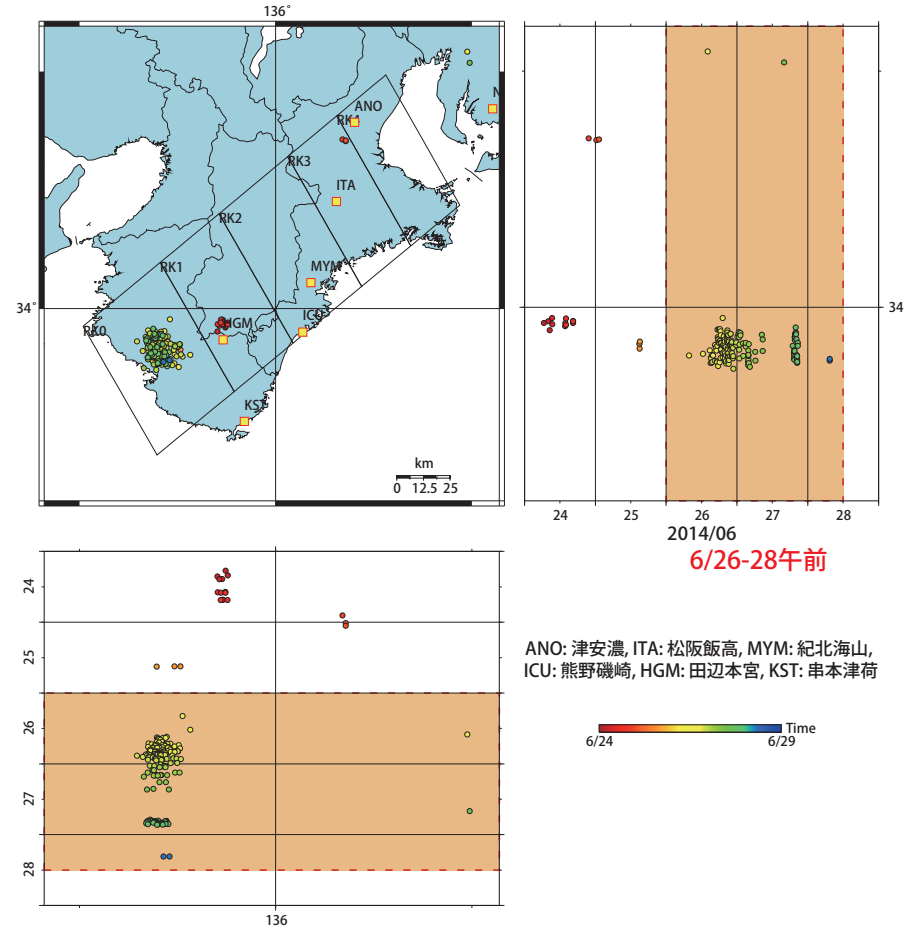 136°
N
ANO
RK4
RK3
ITA
RK2
MYM
RK1
34°
34
HGM
ICU
RK0
KST
km
0 12.5 25
24 25 26 27 28
2014/06
6/26-28午前
24
25
26
27
28
136
ANO: 津安濃, ITA: 松阪飯高, MYM: 紀北海山,
ICU: 熊野磯崎, HGM: 田辺本宮, KST: 串本津荷
Time
6/24 6/29